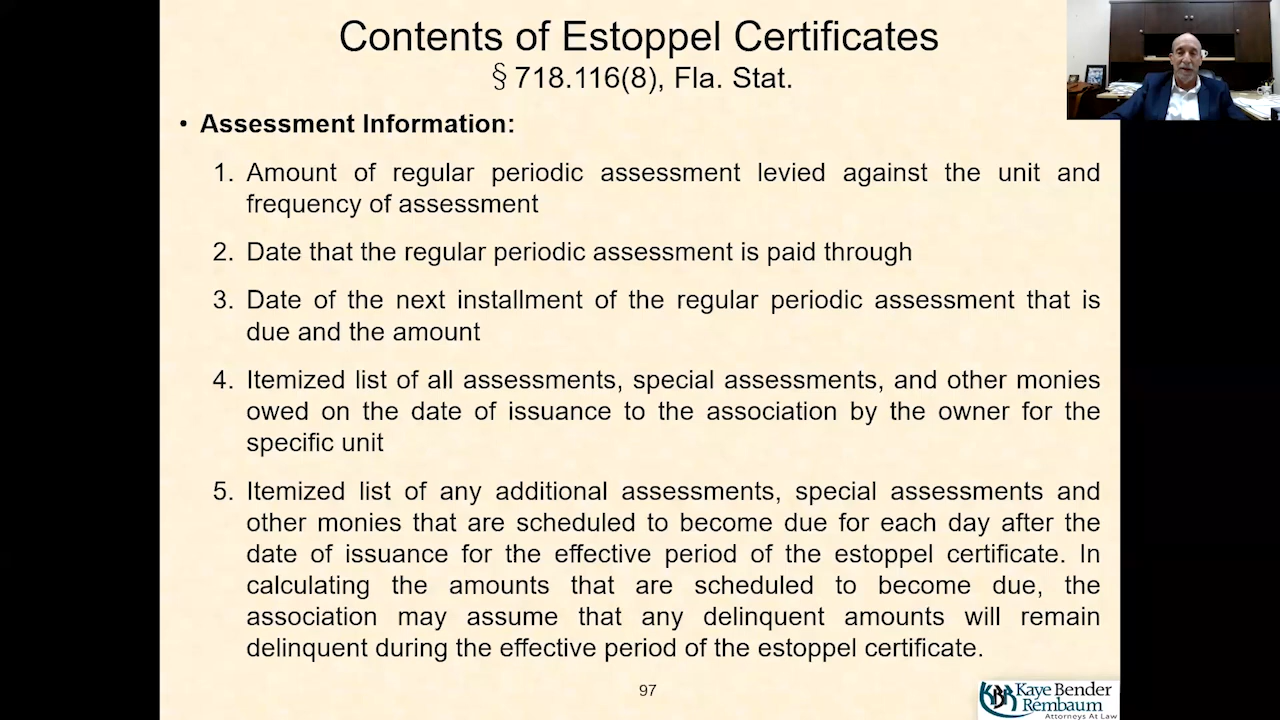 Contents of Estoppel Certificates
§ 718.116(8), Fla. Stat.
• Assessment Information:
1. Amount of regular periodic assessment levied against the unit and
frequency of assessment
2. Date that the regular periodic assessment is paid through
3. Date of the next installment of the regular periodic assessment that is
due and the amount
4. Itemized list of all assessments, special assessments, and other monies
owed on the date of issuance to the association by the owner for the
specific unit
5. Itemized list of any additional assessments, special assessments and
other monies that are scheduled to become due for each day after the
date of issuance for the effective period of the estoppel certificate. In
calculating the amounts that are scheduled to become due, the
association may assume that any delinquent amounts will remain
delinquent during the effective period of the estoppel certificate.
97
KBR Kaye Bender
Rembaum
Attorneys At Law